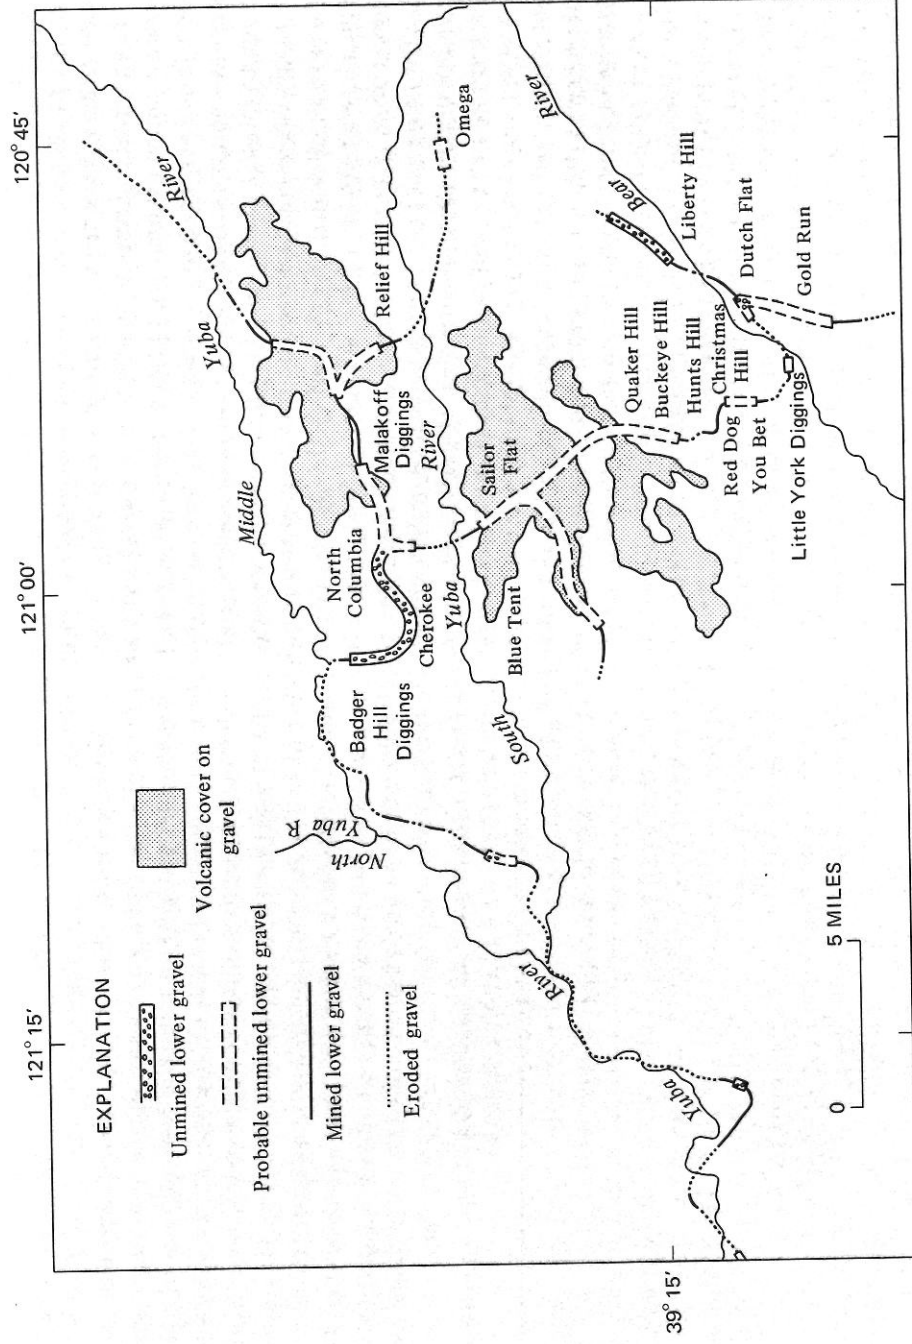 121° 15′
121° 00′
120° 45′
39° 15′
EXPLANATION
Unmined lower gravel
Probable unmined lower gravel
Mined lower gravel
Eroded gravel
Volcanic cover on
gravel
North
Yuba R
Middle
Yuba
River
North
Columbia
Malakoff
Diggings
Relief Hill
Omega
Badger
Hill
Diggings
Cherokee
South
Yuba
River
Blue Tent
Sailor
Flat
Quaker Hill
Buckeye Hill
Hunts Hill
Christmas
Hill
Red Dog
You Bet
Little York Diggings
Bear
River
Liberty Hill
Dutch Flat
Gold Run
Yuba
River
0
5 MILES